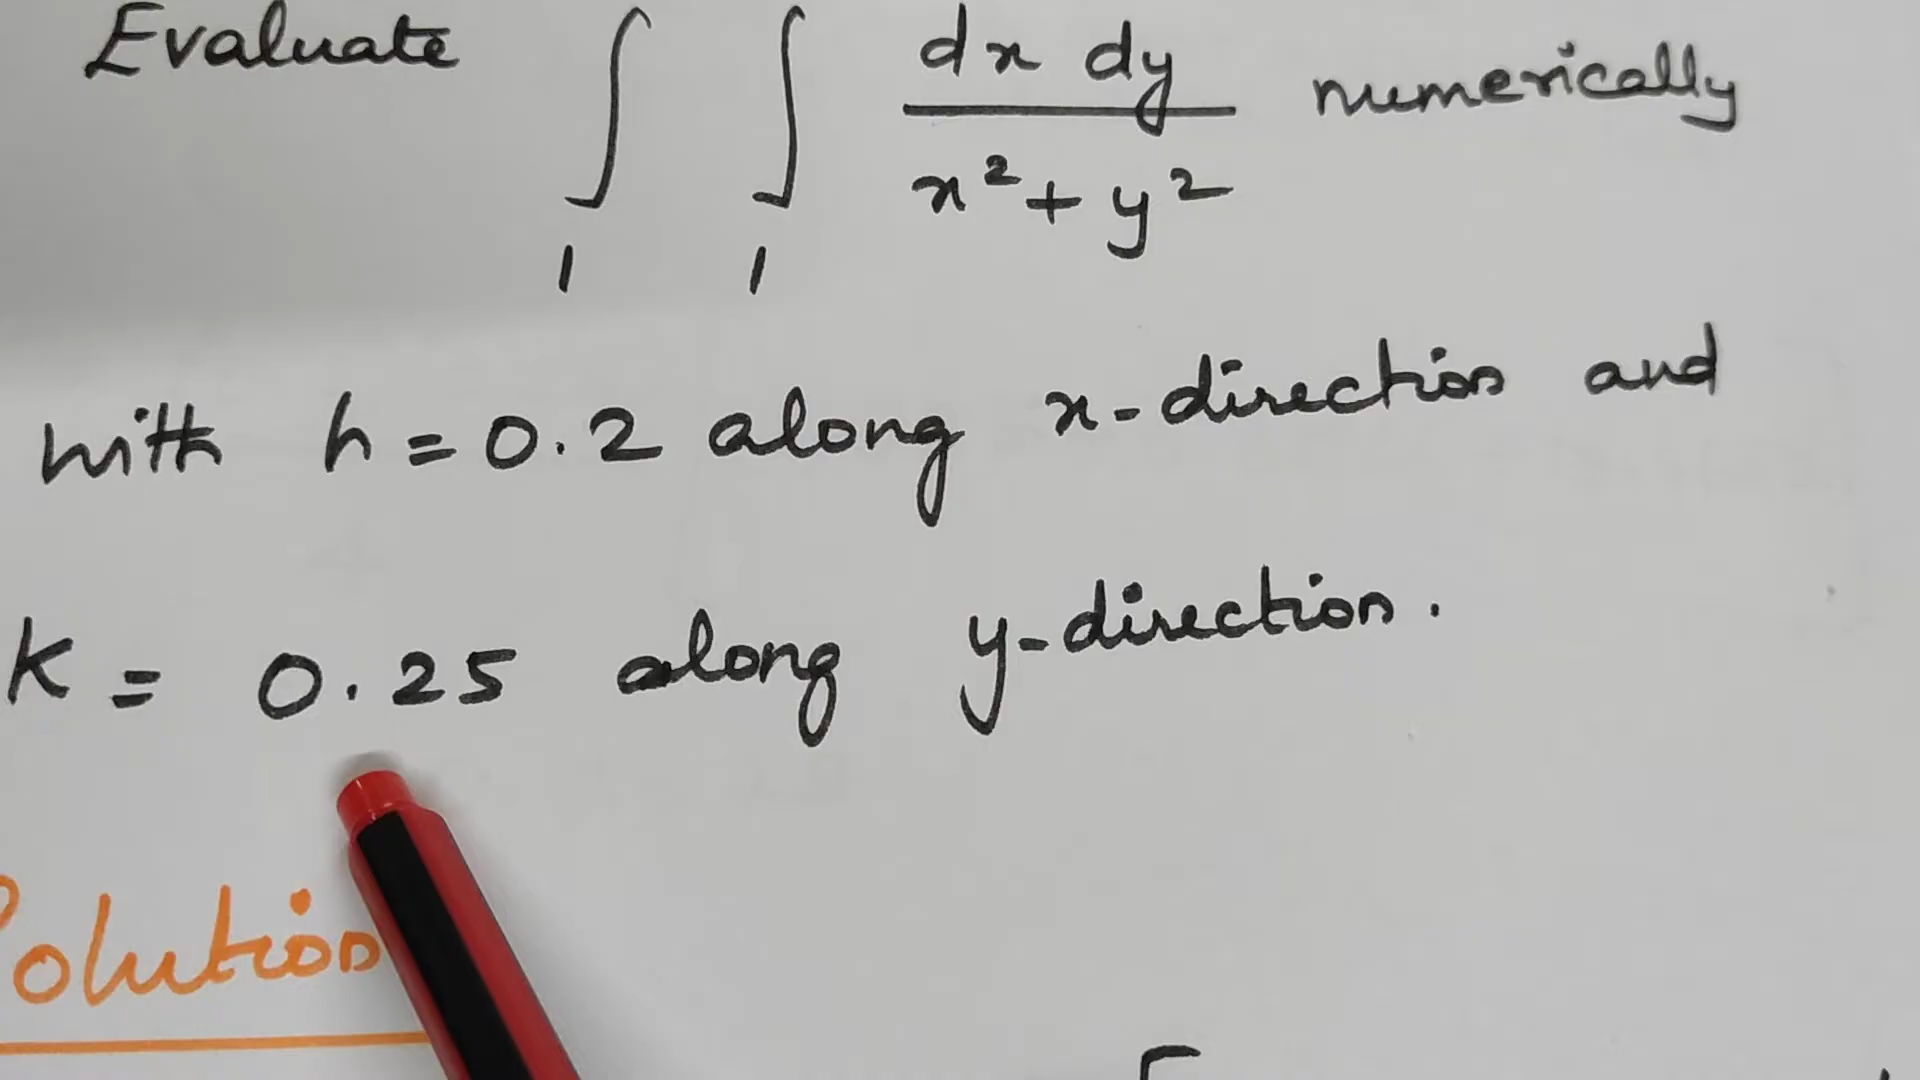 Evaluate ∫₁ ∫₁ dx dy / x² + y² numerically
with h = 0.2 along x-direction and
K = 0.25 along y-direction.
Solution